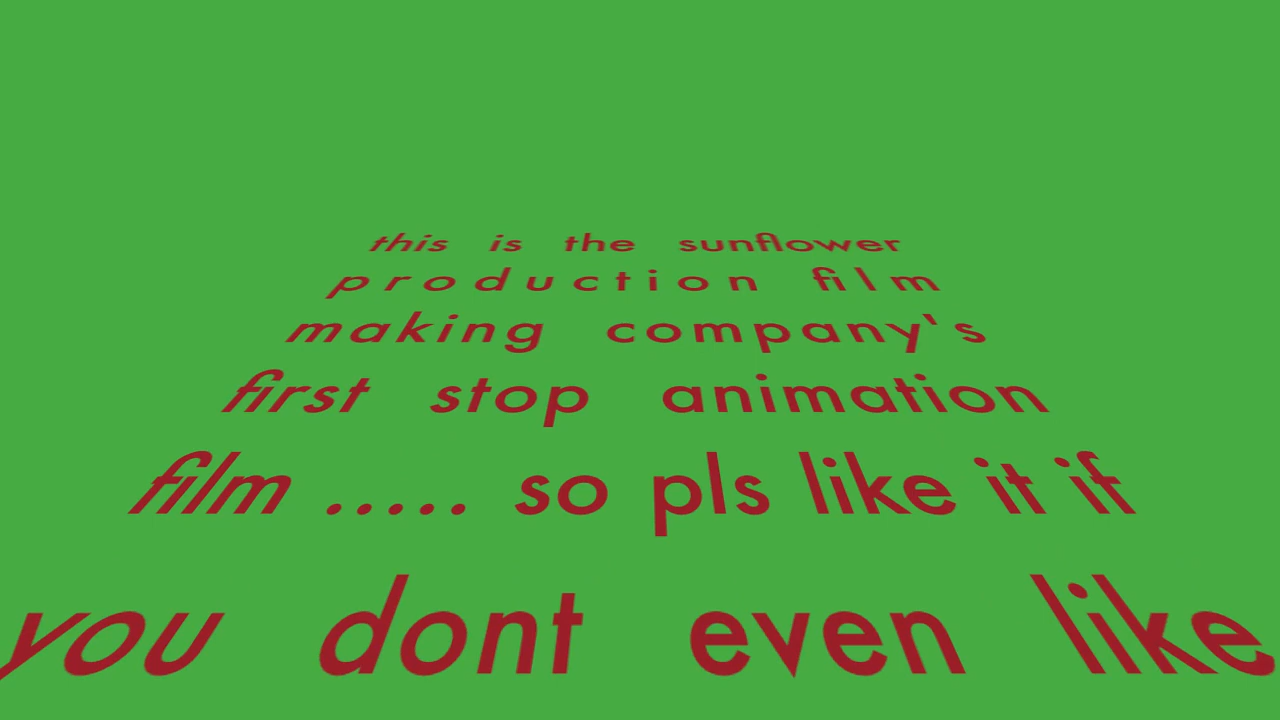 this is the sunflower
production film
making company's
first stop animation
film ..... so pls like it if
you dont even like